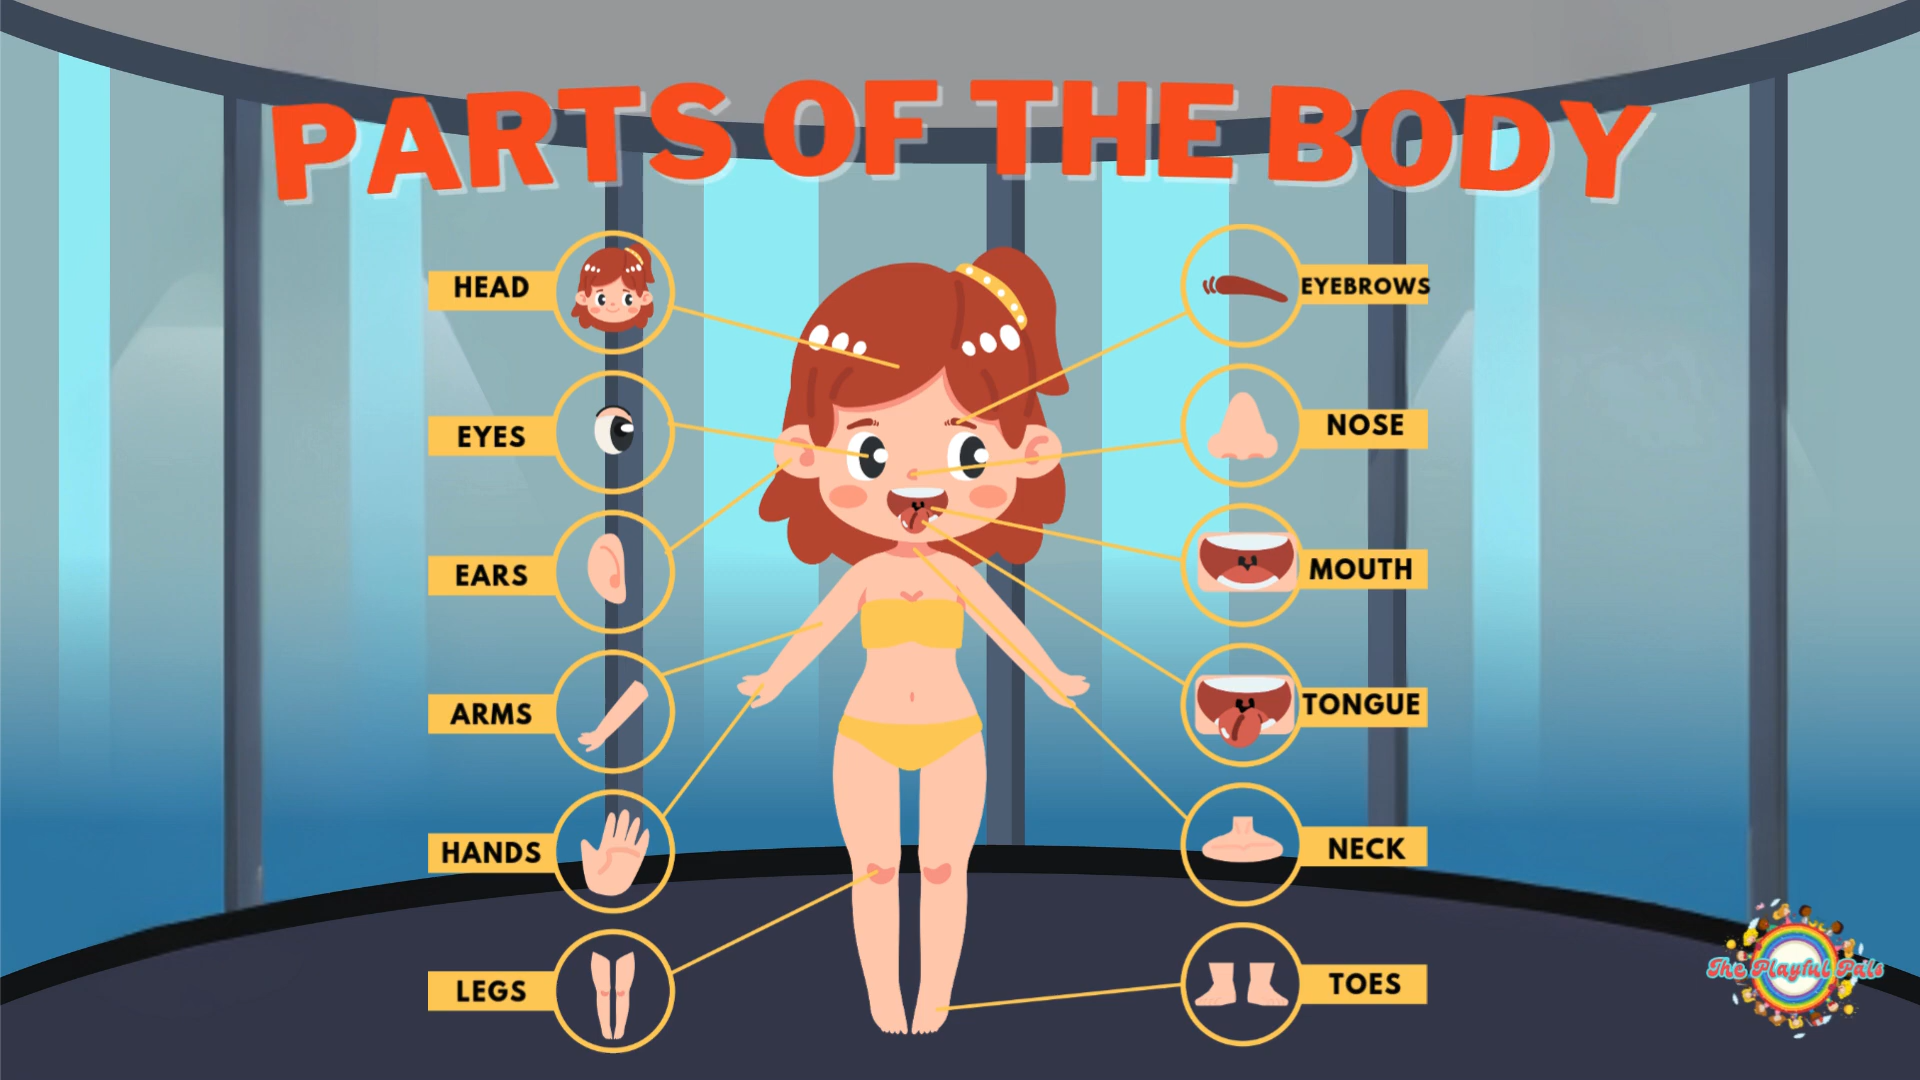 PARTS OF THE BODY
HEAD
EYES
EARS
ARMS
HANDS
LEGS
EYEBROWS
NOSE
MOUTH
TONGUE
NECK
TOES
The Playful Pals